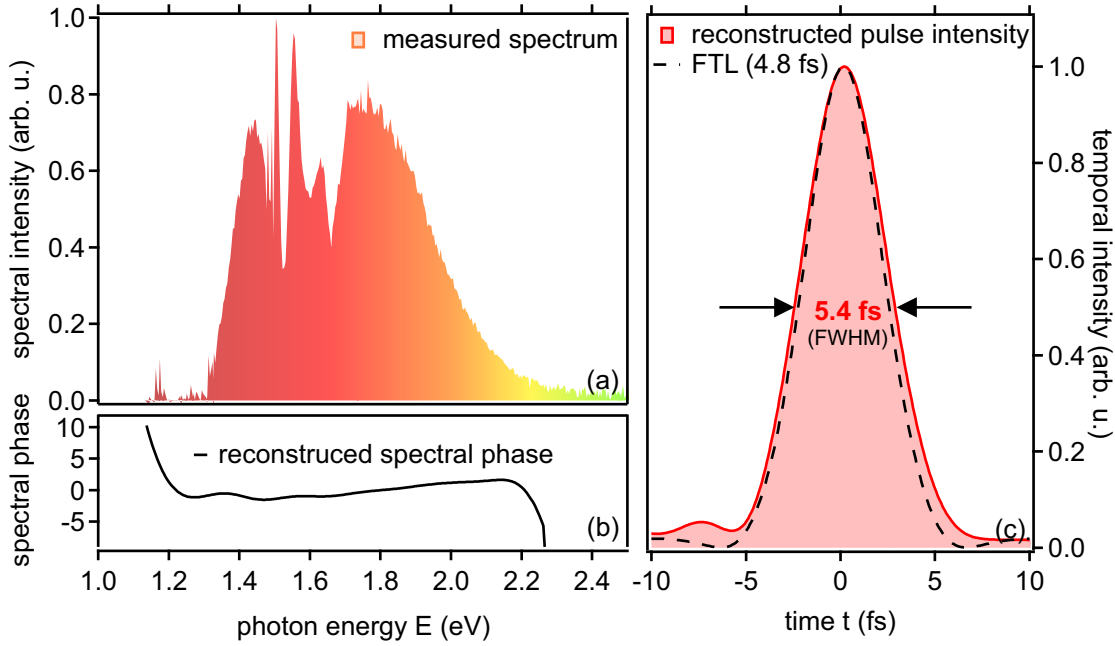 spectral intensity (arb. u.)
1.0
0.8
0.6
0.4
0.2
0.0
measured spectrum
(a)
spectral phase
10
5
0
-5
reconstruced spectral phase
(b)
1.0 1.2 1.4 1.6 1.8 2.0 2.2 2.4
photon energy E (eV)
reconstructed pulse intensity
FTL (4.8 fs)
5.4 fs
(FWHM)
(c)
1.0
0.8
0.6
0.4
0.2
0.0
temporal intensity (arb. u.)
-10 -5 0 5 10
time t (fs)